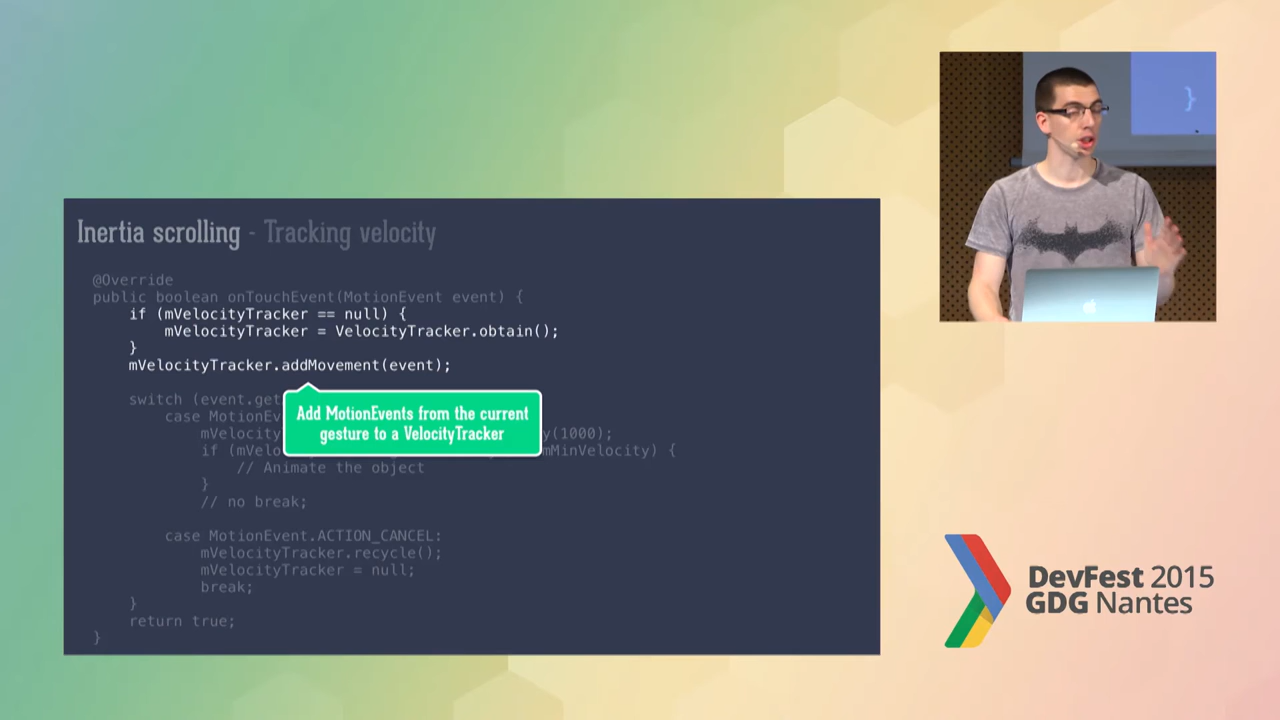 Inertia scrolling - Tracking velocity
@Override
public boolean onTouchEvent(MotionEvent event) {
if (mVelocityTracker == null) {
mVelocityTracker = VelocityTracker.obtain();
}
mVelocityTracker.addMovement(event);
switch (event.get
case MotionEv
mVelocity y(1000);
if (mVelo mMinVelocity) {
// Animate the object
}
// no break;
case MotionEvent.ACTION_CANCEL:
mVelocityTracker.recycle();
mVelocityTracker = null;
break;
}
return true;
}
Add MotionEvents from the current
gesture to a VelocityTracker
}
DevFest 2015
GDG Nantes